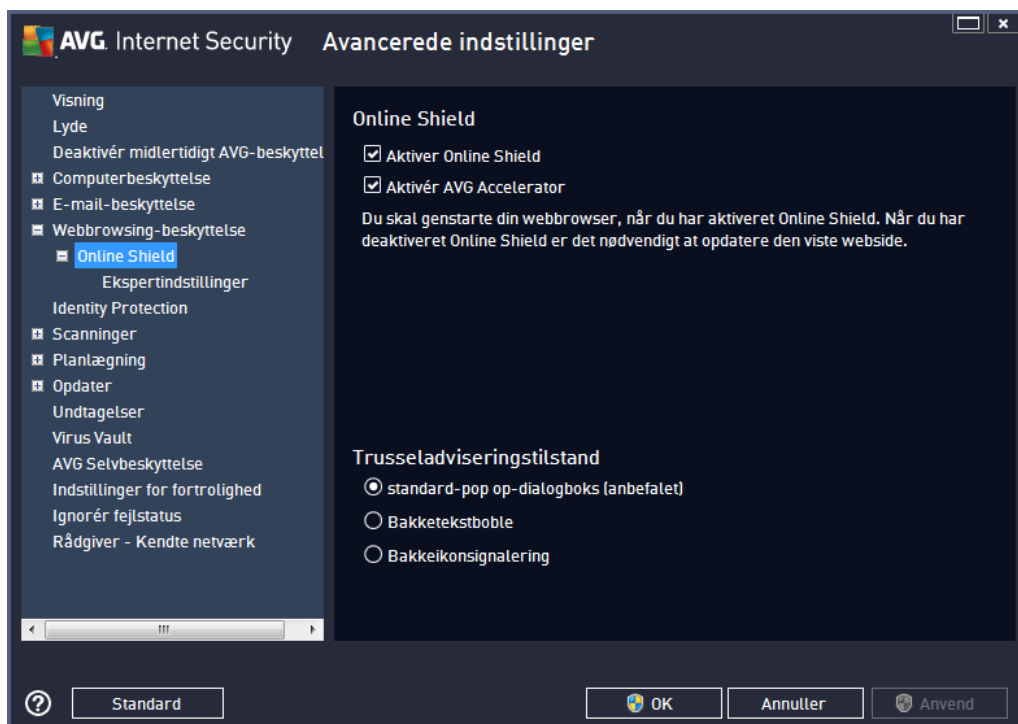 AVG. Internet Security Avancerede indstillinger
Visning
Lyde
Deaktivér midlertidigt AVG-beskyttel
Computerbeskyttelse
E-mail-beskyttelse
Webbrowsing-beskyttelse
Online Shield
Ekspertindstillinger
Identity Protection
Scanninger
Planlægning
Opdater
Undtagelser
Virus Vault
AVG Selvbeskyttelse
Indstillinger for fortrolighed
Ignorér fejlstatus
Rådgiver - Kendte netværk
Online Shield
Aktiver Online Shield
Aktivér AVG Accelerator
Du skal genstarte din webbrowser, når du har aktiveret Online Shield. Når du har
deaktiveret Online Shield er det nødvendigt at opdatere den viste webside.
Trusseladviseringstilstand
standard-pop op-dialogboks (anbefalet)
Bakketekstboble
Bakkeikonsignalering
Standard
OK
Annuller
Anvend